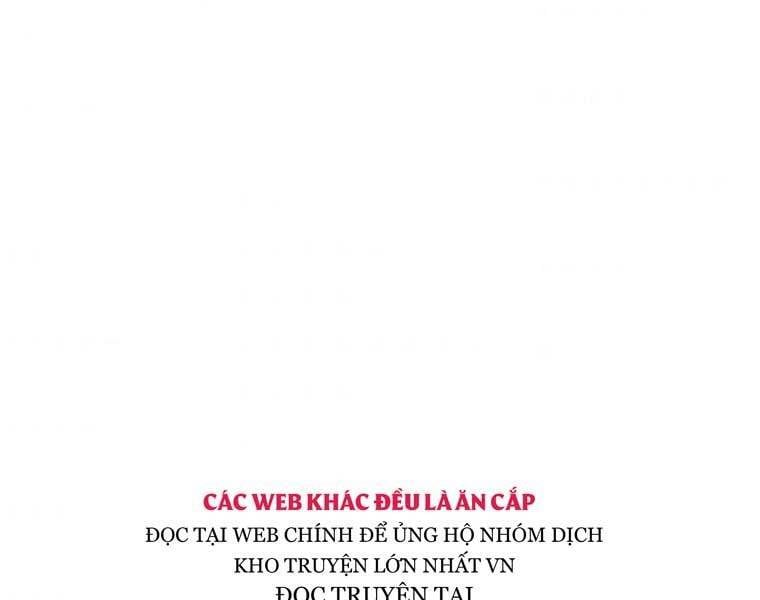 CÁC WEB KHÁC ĐỀU LÀ ĂN CẮP
ĐỌC TẠI WEB CHÍNH ĐỂ ỦNG HỘ NHÓM DỊCH
KHO TRUYỆN LỚN NHẤT VN
ĐỌC TRUYỆN TẠI